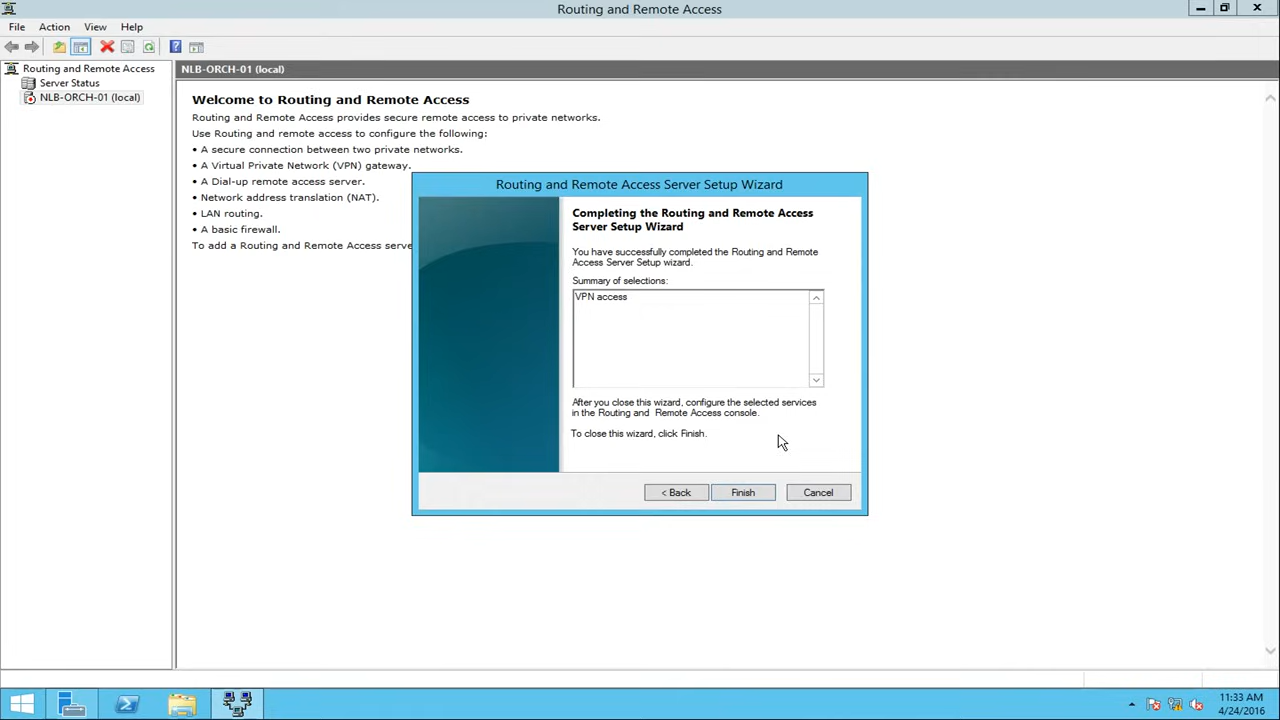 Routing and Remote Access
File Action View Help
Routing and Remote Access
Server Status
NLB-ORCH-01 (local)
NLB-ORCH-01 (local)
Welcome to Routing and Remote Access
Routing and Remote Access provides secure remote access to private networks.
Use Routing and remote access to configure the following:
• A secure connection between two private networks.
• A Virtual Private Network (VPN) gateway.
• A Dial-up remote access server.
• Network address translation (NAT).
• LAN routing.
• A basic firewall.
To add a Routing and Remote Access serve
Routing and Remote Access Server Setup Wizard
Completing the Routing and Remote Access
Server Setup Wizard
You have successfully completed the Routing and Remote
Access Server Setup wizard.
Summary of selections:
VPN access
After you close this wizard, configure the selected services
in the Routing and Remote Access console.
To close this wizard, click Finish.
< Back Finish Cancel
11:33 AM
4/24/2016